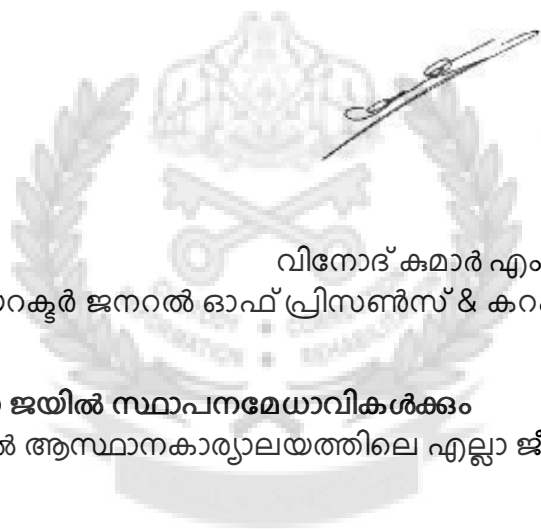 വിനോദ് കുമാർ എം
റക്ടർ ജനറൽ ഓഫ് പ്രിസൺസ് & കറ
ജയിൽ സ്ഥാപനമേധാവികൾക്കും
ൽ ആസ്ഥാനകാര്യാലയത്തിലെ എല്ലാ ജീ